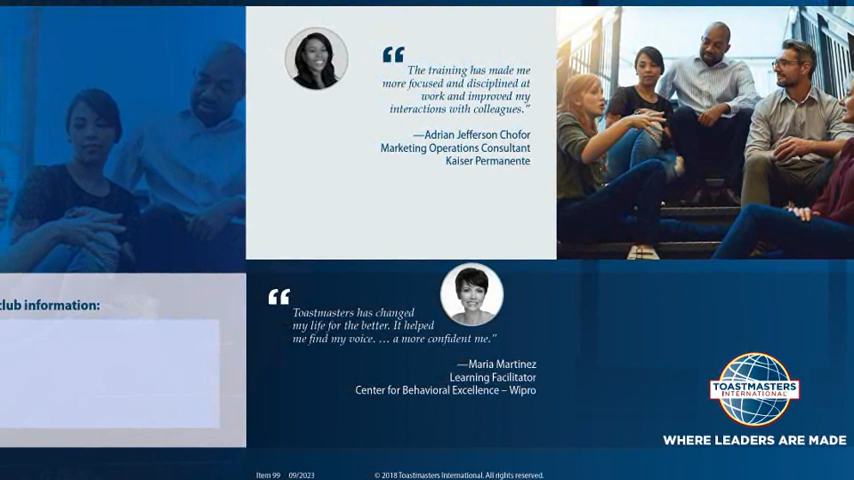 “
The training has made me
more focused and disciplined at
work and improved my
interactions with colleagues.”
—Adrian Jefferson Chofor
Marketing Operations Consultant
Kaiser Permanente
club information:
“
Toastmasters has changed
my life for the better. It helped
me find my voice. … a more confident me.”
—Maria Martinez
Learning Facilitator
Center for Behavioral Excellence – Wipro
TOASTMASTERS
INTERNATIONAL
WHERE LEADERS ARE MADE
Item 99 09/2023 © 2018 Toastmasters International. All rights reserved.